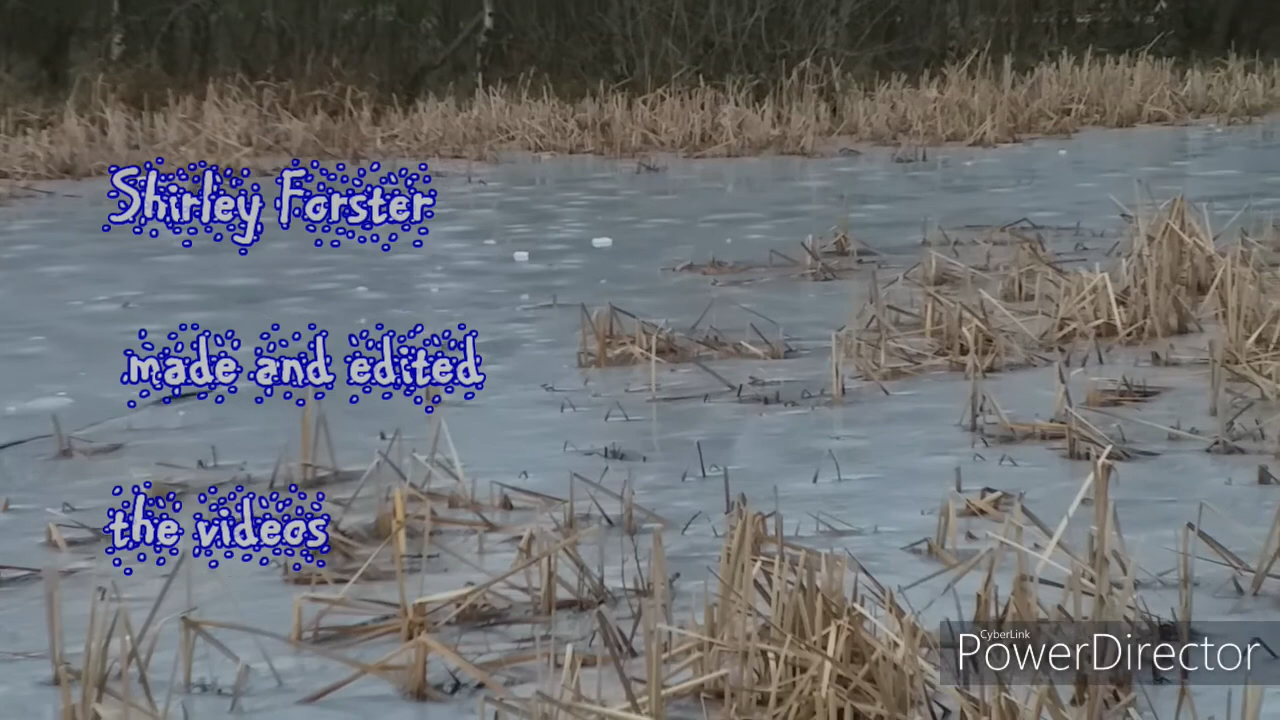 Shirley Forster
made and edited
the videos
CyberLink
PowerDirector